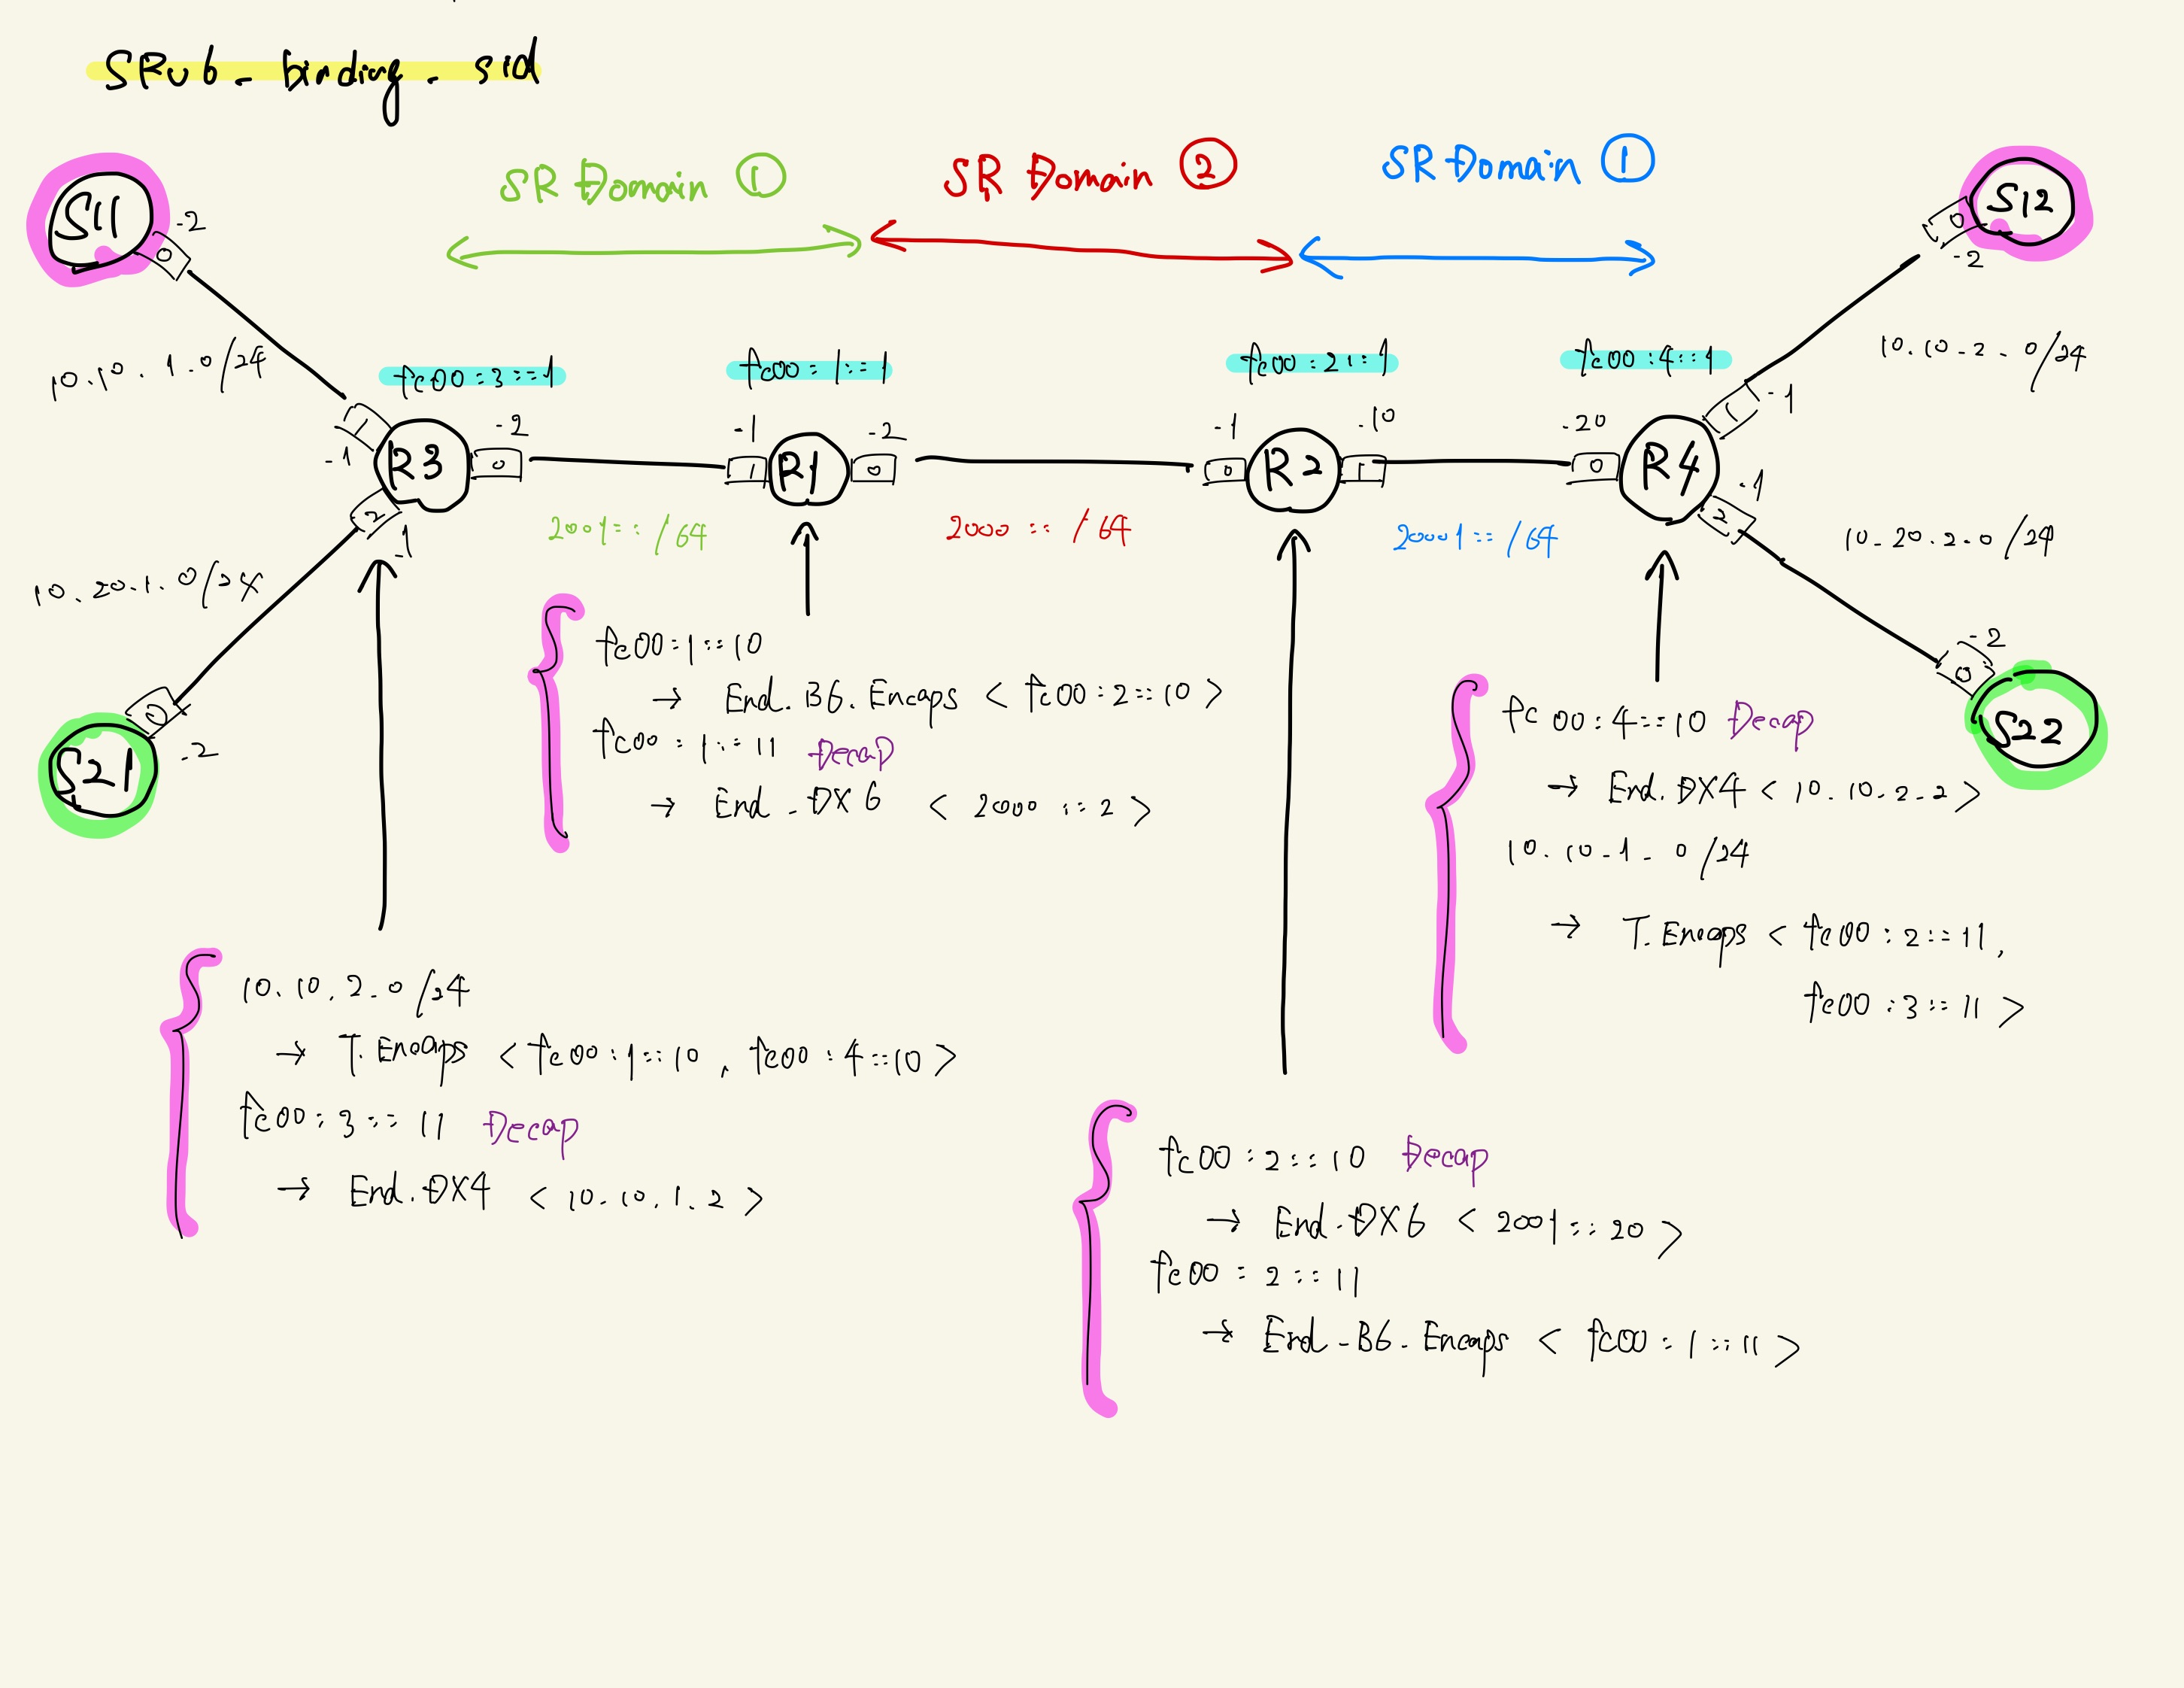 SRv6 - binding - sid
SR Domain ①
SR Domain ②
SR Domain ①
S11
-2
0
S12
0
-2
10.10.1.0/24
fc00:3::1
fc00:1::1
fc00:2::1
fc00:4::1
10.10.2.0/24
1
-1
R3
-2
0
-1
1
R1
-2
0
-1
0
R2
.10
1
-20
0
R4
1
-1
2
-1
2
.1
2001::/64
2000::/64
20001::/64
10.20.1.0/24
10.20.2.0/24
0
-2
S21
-2
0
S22
fc00:1::10
→ End.B6.Encaps < fc00:2::10 >
fc00:1::11 Decap
→ End.DX6 < 2000::2 >
fc00:4::10 Decap
→ End.DX4 < 10.10.2.2 >
10.10.1.0/24
→ T.Encaps < fc00:2::11,
fc00:3::11 >
10.10.2.0/24
→ T.Encaps < fc00:1::10, fc00:4::10 >
fc00:3::11 Decap
→ End.DX4 < 10.10.1.2 >
fc00:2::10 Decap
→ End.DX6 < 2001::20 >
fc00:2::11
→ End.B6.Encaps < fc00:1::11 >